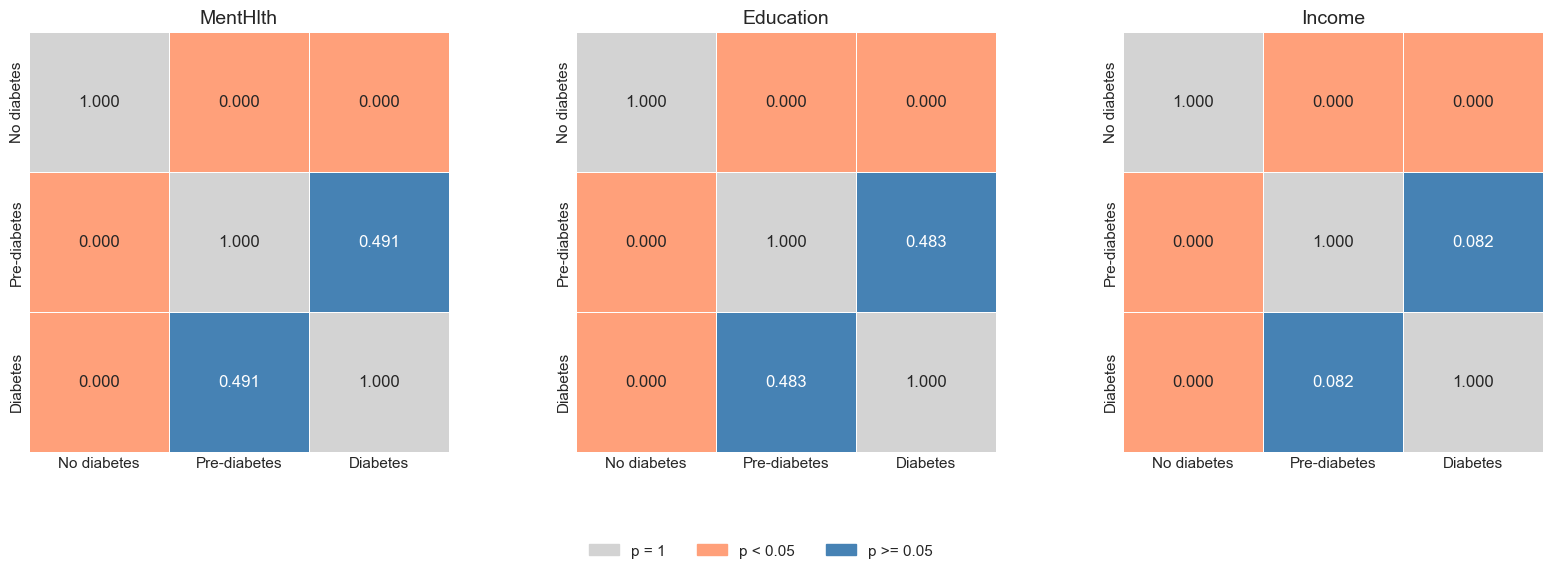 MentHlth
Education
Income
No diabetes
1.000 0.000 0.000
Pre-diabetes
0.000 1.000 0.491
Diabetes
0.000 0.491 1.000
No diabetes Pre-diabetes Diabetes
No diabetes
1.000 0.000 0.000
Pre-diabetes
0.000 1.000 0.483
Diabetes
0.000 0.483 1.000
No diabetes Pre-diabetes Diabetes
No diabetes
1.000 0.000 0.000
Pre-diabetes
0.000 1.000 0.082
Diabetes
0.000 0.082 1.000
No diabetes Pre-diabetes Diabetes
p = 1 p < 0.05 p >= 0.05